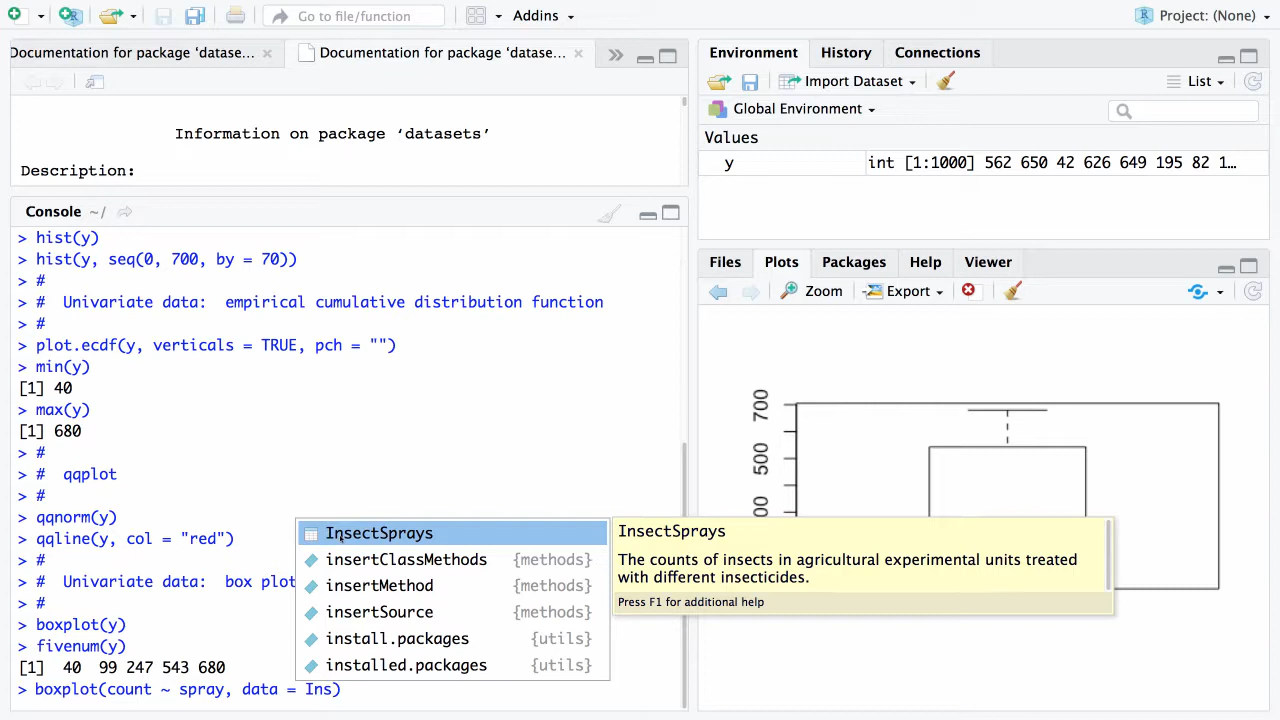 Go to file/function
Addins
Project: (None)
Documentation for package ‘datase...
Documentation for package ‘datase...
Information on package ‘datasets’
Description:
Console ~/
> hist(y)
> hist(y, seq(0, 700, by = 70))
> #
> #  Univariate data:  empirical cumulative distribution function
> #
> plot.ecdf(y, verticals = TRUE, pch = "")
> min(y)
[1] 40
> max(y)
[1] 680
> #
> #  qqplot
> #
> qqnorm(y)
> qqline(y, col = "red")
> #
> #  Univariate data:  box plot
> #
> boxplot(y)
> fivenum(y)
[1]  40  99 247 543 680
> boxplot(count ~ spray, data = Ins)
InsectSprays
insertClassMethods {methods}
insertMethod {methods}
insertSource {methods}
install.packages {utils}
installed.packages {utils}
InsectSprays
The counts of insects in agricultural experimental units treated
with different insecticides.
Press F1 for additional help
Environment History Connections
Import Dataset List
Global Environment
Values
y int [1:1000] 562 650 42 626 649 195 82 1…
Files Plots Packages Help Viewer
Zoom Export
700
500